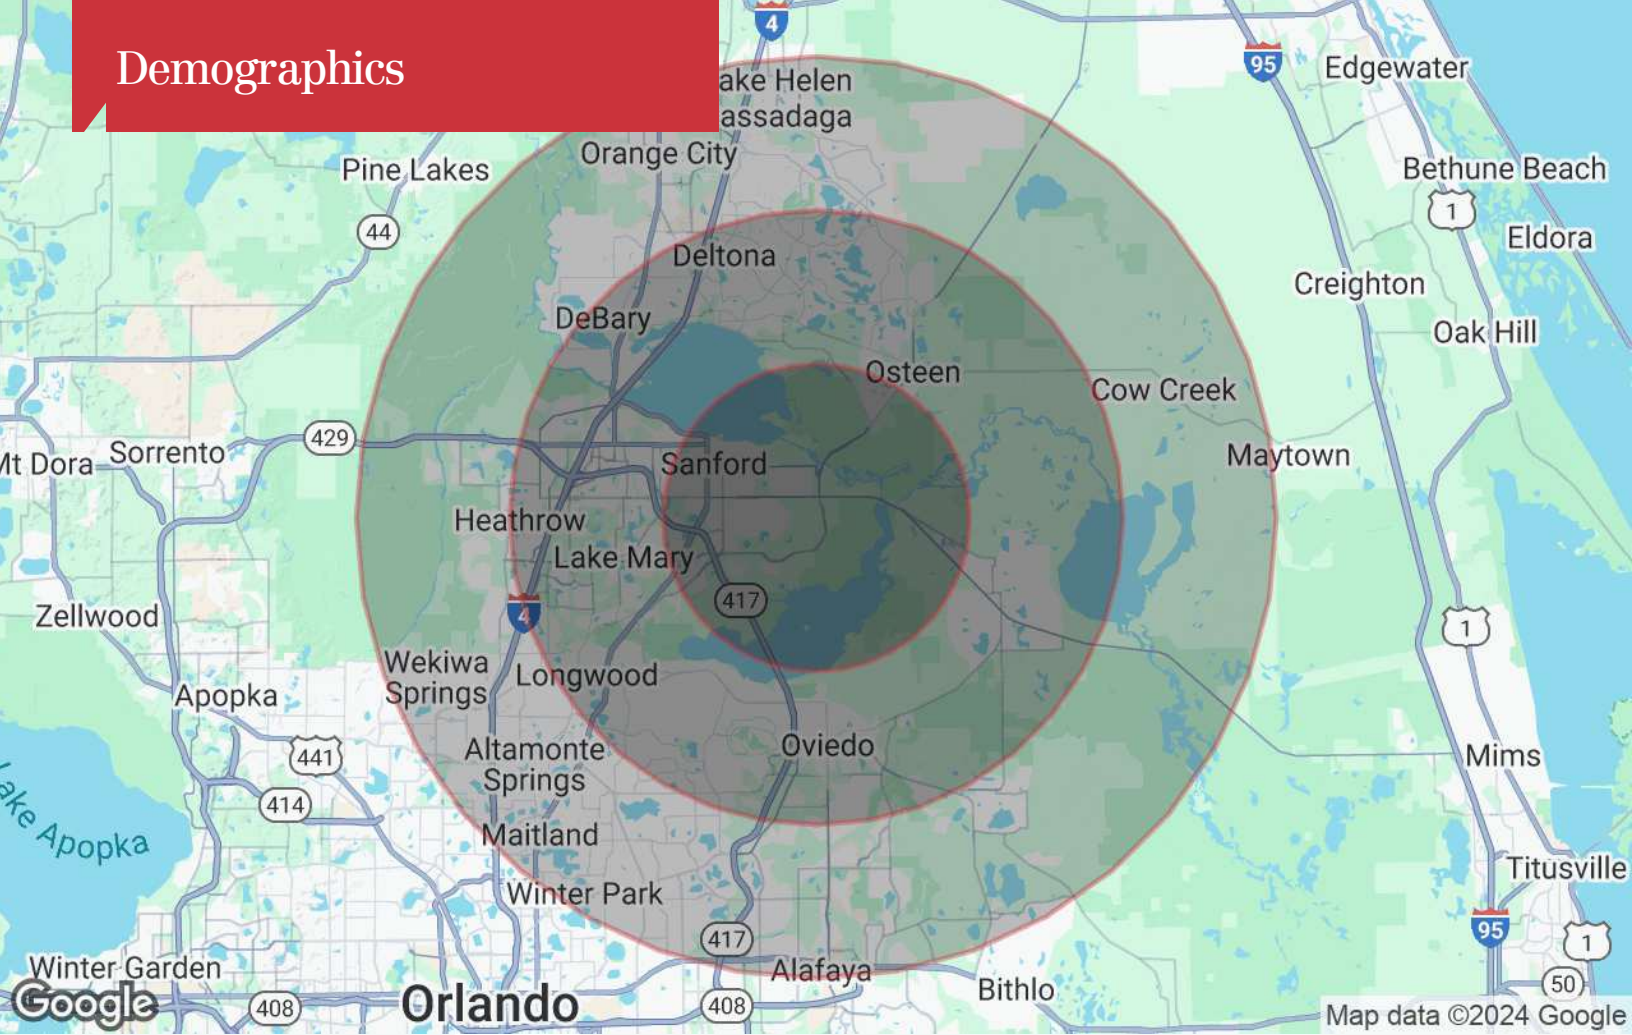 Demographics
4
95
Edgewater
ake Helen
assadaga
Orange City
Pine Lakes
Bethune Beach
1
44
Eldora
Deltona
Creighton
DeBary
Oak Hill
Osteen
Cow Creek
429
Sorrento
Mt Dora
Sanford
Maytown
Heathrow
Lake Mary
417
4
Zellwood
1
Wekiwa
Springs
Longwood
Apopka
Oviedo
Altamonte
Springs
441
Mims
414
Lake Apopka
Maitland
Titusville
Winter Park
95
417
1
Winter Garden
Alafaya
Bithlo
50
Google
408
Orlando
408
Map data ©2024 Google